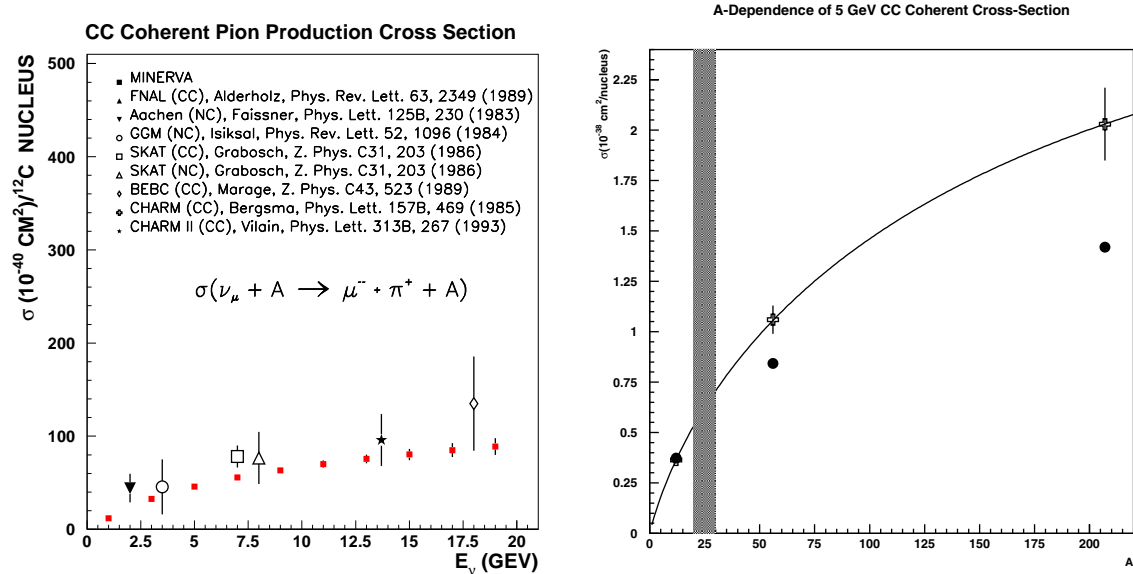 CC Coherent Pion Production Cross Section
σ (10-40 CM2)/12C NUCLEUS
500
400
300
200
100
0
MINERVA
FNAL (CC), Alderholz, Phys. Rev. Lett. 63, 2349 (1989)
Aachen (NC), Faissner, Phys. Lett. 125B, 230 (1983)
GGM (NC), Isiksal, Phys. Rev. Lett. 52, 1096 (1984)
SKAT (CC), Grabosch, Z. Phys. C31, 203 (1986)
SKAT (NC), Grabosch, Z. Phys. C31, 203 (1986)
BEBC (CC), Marage, Z. Phys. C43, 523 (1989)
CHARM (CC), Bergsma, Phys. Lett. 157B, 469 (1985)
CHARM II (CC), Vilain, Phys. Lett. 313B, 267 (1993)
σ(νμ + A → μ- + π+ + A)
0 2.5 5 7.5 10 12.5 15 17.5 20
Eν (GEV)
A-Dependence of 5 GeV CC Coherent Cross-Section
σ(10-38 cm2/nucleus)
2.25
2
1.75
1.5
1.25
1
0.75
0.5
0.25
0
0 25 50 75 100 125 150 175 200
A